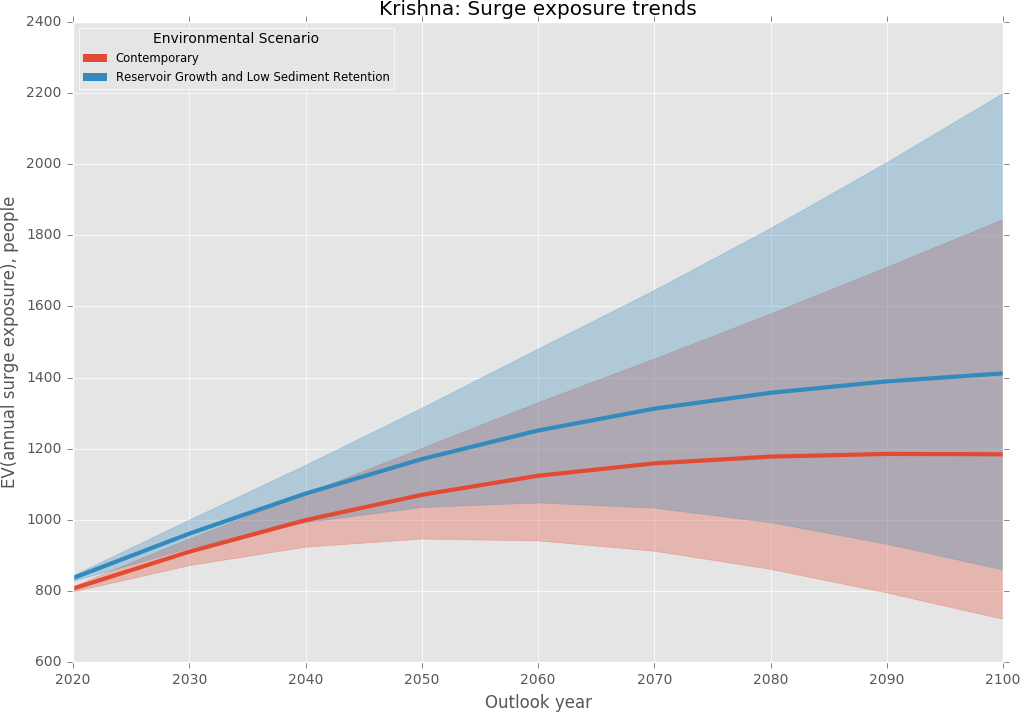 Krishna: Surge exposure trends
Environmental Scenario
Contemporary
Reservoir Growth and Low Sediment Retention
EV(annual surge exposure), people
2400
2200
2000
1800
1600
1400
1200
1000
800
600
2020 2030 2040 2050 2060 2070 2080 2090 2100
Outlook year